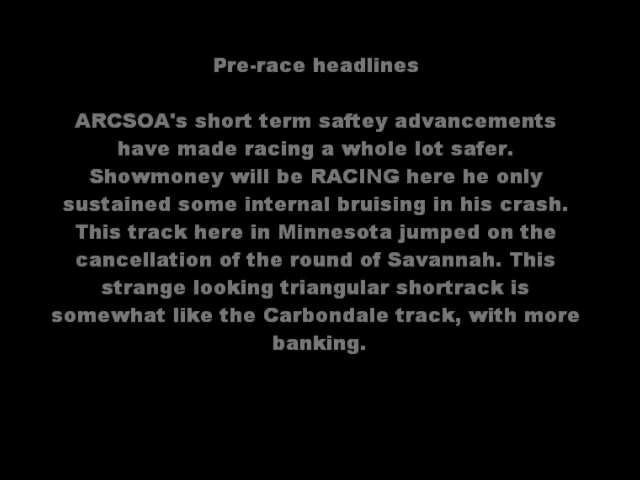 Pre-race headlines
ARCSOA's short term saftey advancements
have made racing a whole lot safer.
Showmoney will be RACING here he only
sustained some internal bruising in his crash.
This track here in Minnesota jumped on the
cancellation of the round of Savannah. This
strange looking triangular shortrack is
somewhat like the Carbondale track, with more
banking.